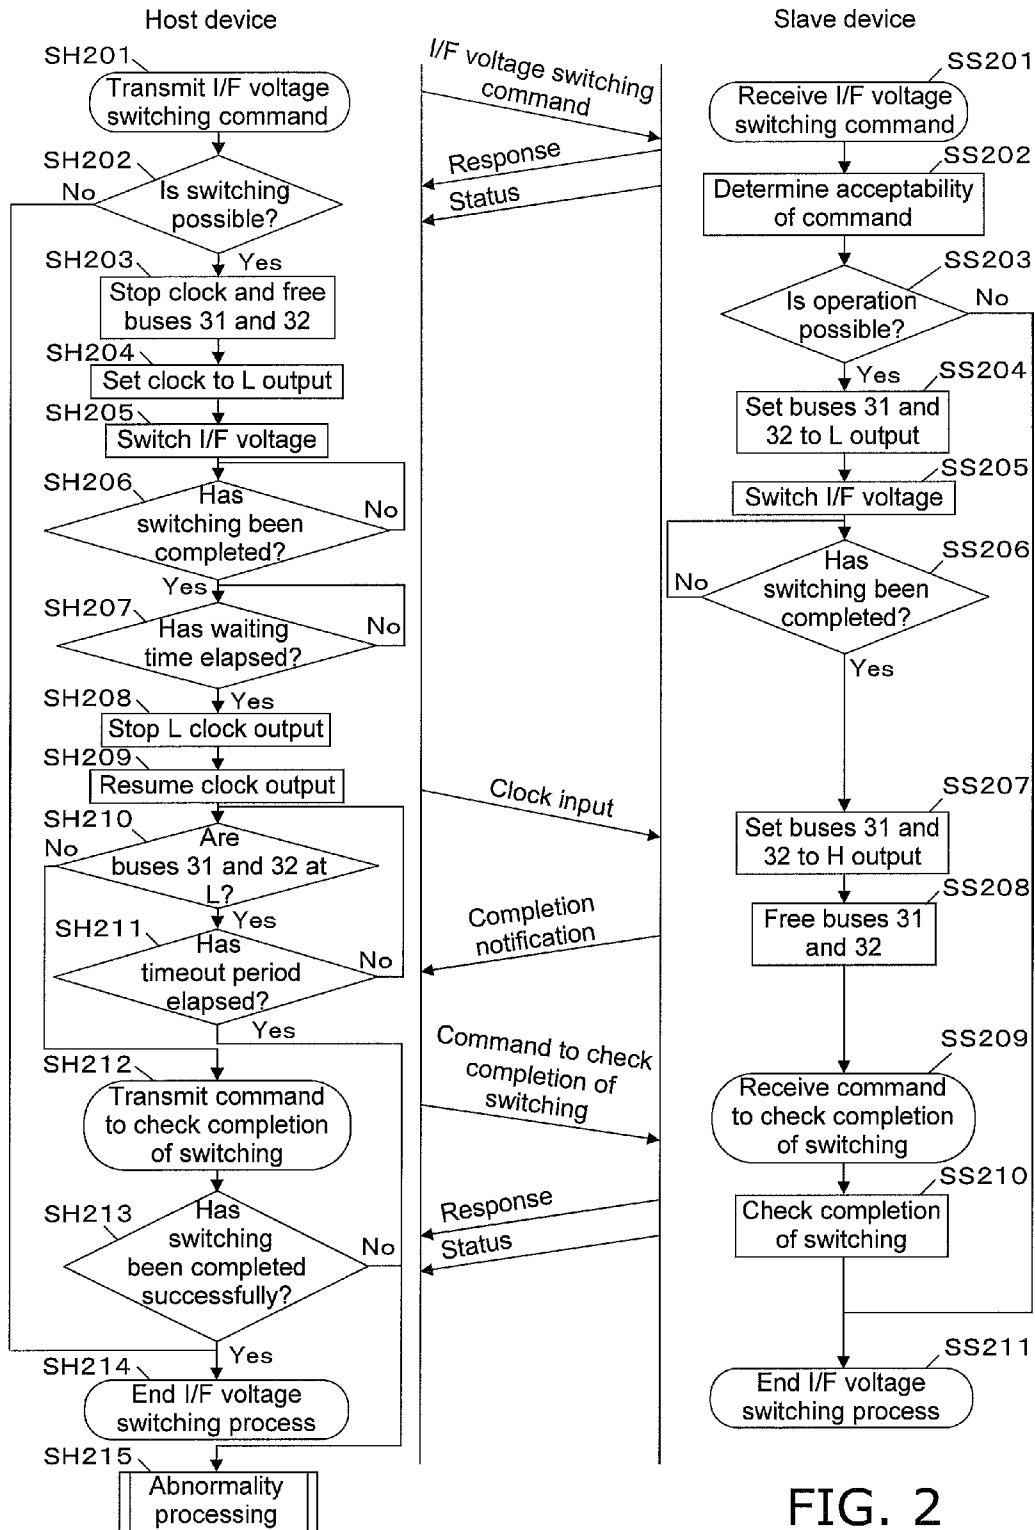 Host device
Slave device
SH201
Transmit I/F voltage
switching command
SH202
No
Is switching
possible?
Yes
SH203
Stop clock and free
buses 31 and 32
SH204
Set clock to L output
SH205
Switch I/F voltage
SH206
Has
switching been
completed?
No
Yes
SH207
Has waiting
time elapsed?
No
Yes
SH208
Stop L clock output
SH209
Resume clock output
SH210
No
Are
buses 31 and 32 at
L?
Yes
SH211
Has
timeout period
elapsed?
No
Yes
SH212
Transmit command
to check completion
of switching
SH213
Has
switching
been completed
successfully?
No
Yes
SH214
End I/F voltage
switching process
SH215
Abnormality
processing
I/F voltage switching
command
Response
Status
Clock input
Completion
notification
Command to check
completion of
switching
Response
Status
SS201
Receive I/F voltage
switching command
SS202
Determine acceptability
of command
SS203
Is operation
possible?
No
Yes
SS204
Set buses 31 and
32 to L output
SS205
Switch I/F voltage
SS206
Has
switching been
completed?
No
Yes
SS207
Set buses 31 and
32 to H output
SS208
Free buses 31
and 32
SS209
Receive command
to check completion
of switching
SS210
Check completion
of switching
SS211
End I/F voltage
switching process
FIG. 2